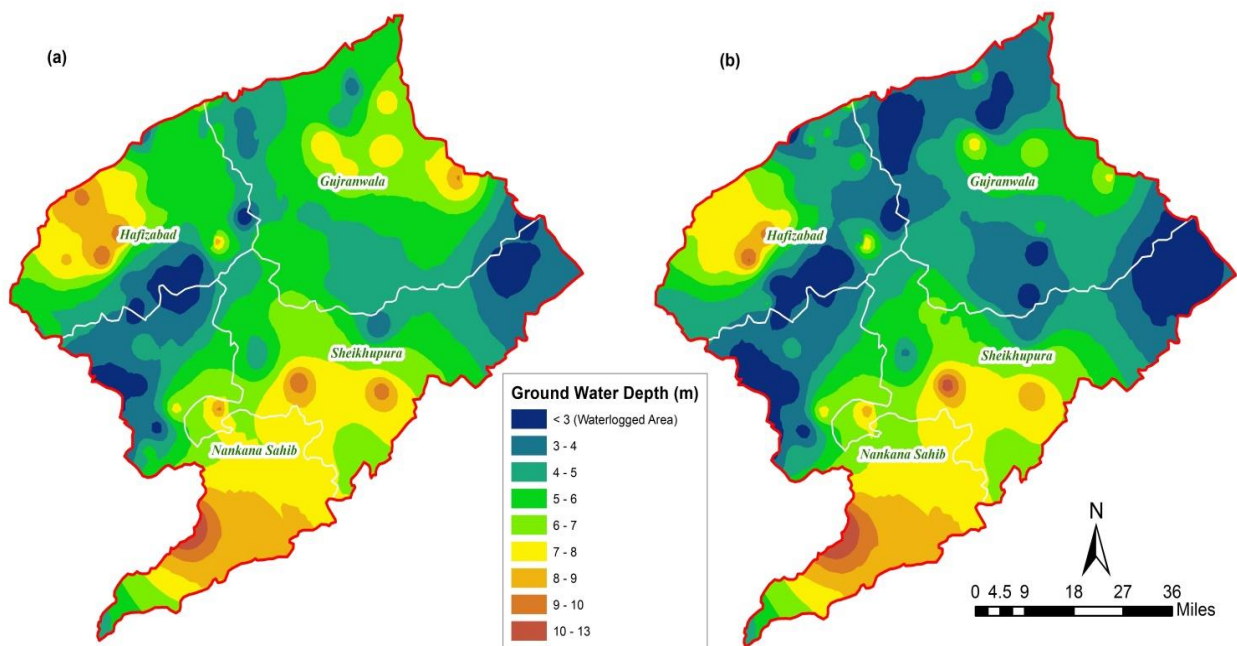 (a)
(b)
Gujranwala
Hafizabad
Sheikhupura
Nankana Sahib
Gujranwala
Hafizabad
Sheikhupura
Nankana Sahib
Ground Water Depth (m)
< 3 (Waterlogged Area)
3 - 4
4 - 5
5 - 6
6 - 7
7 - 8
8 - 9
9 - 10
10 - 13
N
0 4.5 9 18 27 36
Miles